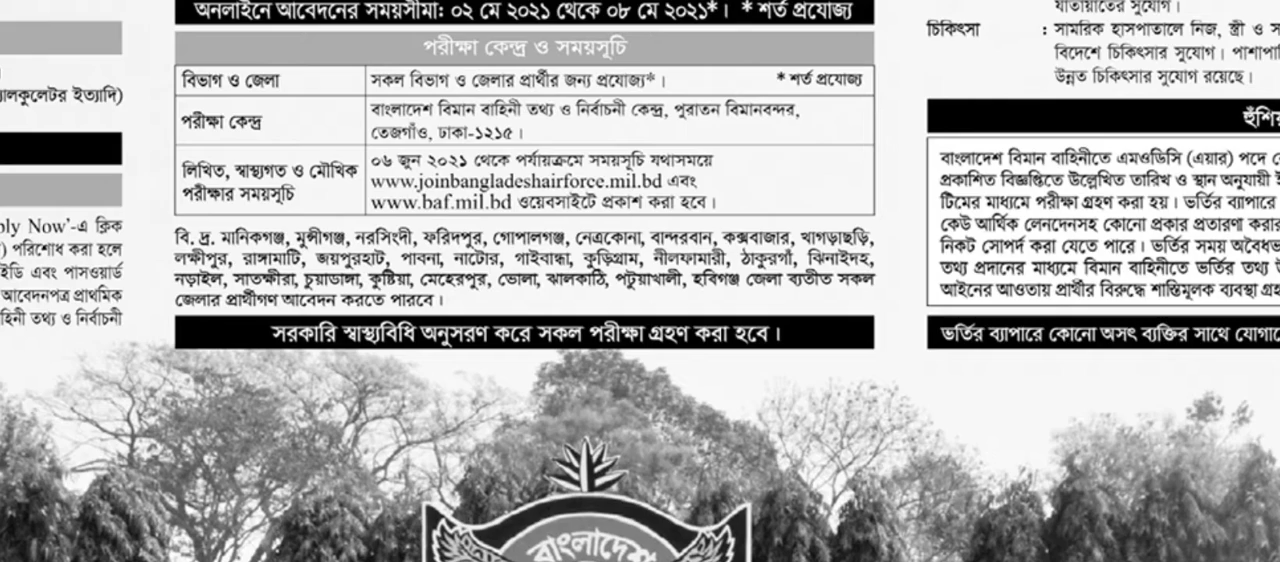 অনলাইনে আবেদনের সময়সীমা: ০২ মে ২০২১ থেকে ০৮ মে ২০২১*। * শর্ত প্রযোজ্য
পরীক্ষা কেন্দ্র ও সময়সূচি
বিভাগ ও জেলা
সকল বিভাগ ও জেলার প্রার্থীর জন্য প্রযোজ্য*। * শর্ত প্রযোজ্য
পরীক্ষা কেন্দ্র
বাংলাদেশ বিমান বাহিনী তথ্য ও নির্বাচনী কেন্দ্র, পুরাতন বিমানবন্দর,
তেজগাঁও, ঢাকা-১২১৫।
লিখিত, স্বাস্থ্যগত ও মৌখিক
পরীক্ষার সময়সূচি
০৬ জুন ২০২১ থেকে পর্যায়ক্রমে সময়সূচি যথাসময়ে
www.joinbangladeshairforce.mil.bd এবং
www.baf.mil.bd ওয়েবসাইটে প্রকাশ করা হবে।
বি. দ্র. মানিকগঞ্জ, মুন্সীগঞ্জ, নরসিংদী, ফরিদপুর, গোপালগঞ্জ, নেত্রকোনা, বান্দরবান, কক্সবাজার, খাগড়াছড়ি,
লক্ষীপুর, রাঙ্গামাটি, জয়পুরহাট, পাবনা, নাটোর, গাইবান্ধা, কুড়িগ্রাম, নীলফামারী, ঠাকুরগাঁ, ঝিনাইদহ,
নড়াইল, সাতক্ষীরা, চুয়াডাঙ্গা, কুষ্টিয়া, মেহেরপুর, ভোলা, ঝালকাঠি, পটুয়াখালী, হবিগঞ্জ জেলা ব্যতীত সকল
জেলার প্রার্থীগণ আবেদন করতে পারবে।
সরকারি স্বাস্থ্যবিধি অনুসরণ করে সকল পরীক্ষা গ্রহণ করা হবে।
ইত্যাদি)
Now'-এ ক্লিক
পরিশোধ করা হলে
এবং পাসওয়ার্ড
আবেদনপত্র প্রাথমিক
তথ্য ও নির্বাচনী
যাতায়াতের সুযোগ।
চিকিৎসা : সামরিক হাসপাতালে নিজ, স্ত্রী ও
বিদেশে চিকিৎসার সুযোগ।
উন্নত চিকিৎসার সুযোগ রয়েছে।
বাংলাদেশ বিমান বাহিনীতে এমওডিসি (এয়ার) পদে
প্রকাশিত বিজ্ঞপ্তিতে উল্লেখিত তারিখ ও স্থান অনুযায়ী
টিমের মাধ্যমে পরীক্ষা গ্রহণ করা হয়। ভর্তির ব্যাপারে
কেউ আর্থিক লেনদেনসহ কোনো প্রকার প্রতারণা
নিকট সোপর্দ করা যেতে পারে। ভর্তির সময়
তথ্য প্রদানের মাধ্যমে বিমান বাহিনীতে ভর্তির তথ্য
আইনের আওতায় প্রার্থীর বিরুদ্ধে শাস্তিমূলক ব্যবস্থা
ভর্তির ব্যাপারে কোনো অসৎ ব্যক্তির সাথে
বাংলাদেশ